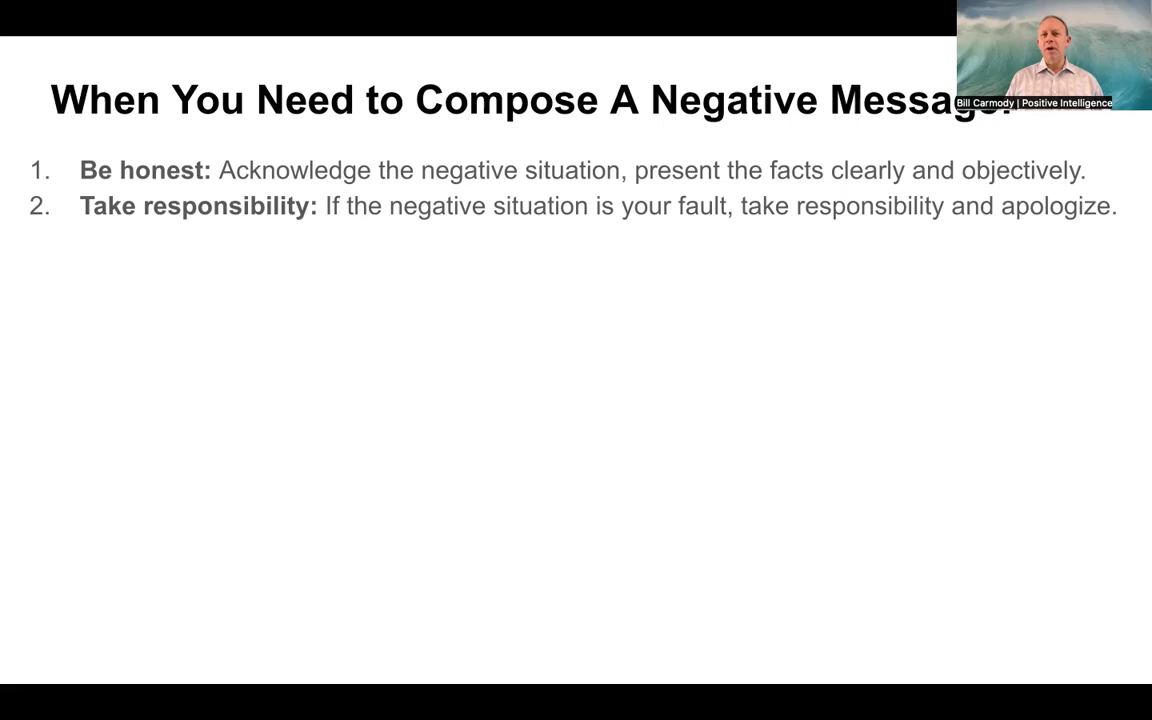 When You Need to Compose A Negative Message:
Bill Carmody | Positive Intelligence
1. Be honest: Acknowledge the negative situation, present the facts clearly and objectively.
2. Take responsibility: If the negative situation is your fault, take responsibility and apologize.